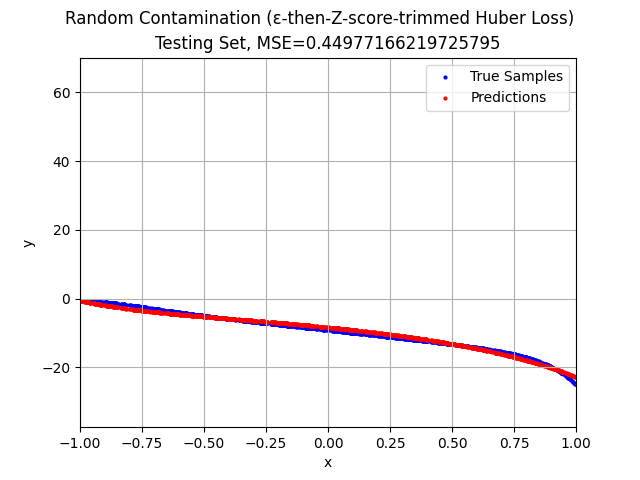 Random Contamination (ε-then-Z-score-trimmed Huber Loss)
Testing Set, MSE=0.44977166219725795
True Samples
Predictions
60
40
20
0
−20
y
−1.00 −0.75 −0.50 −0.25 0.00 0.25 0.50 0.75 1.00
x